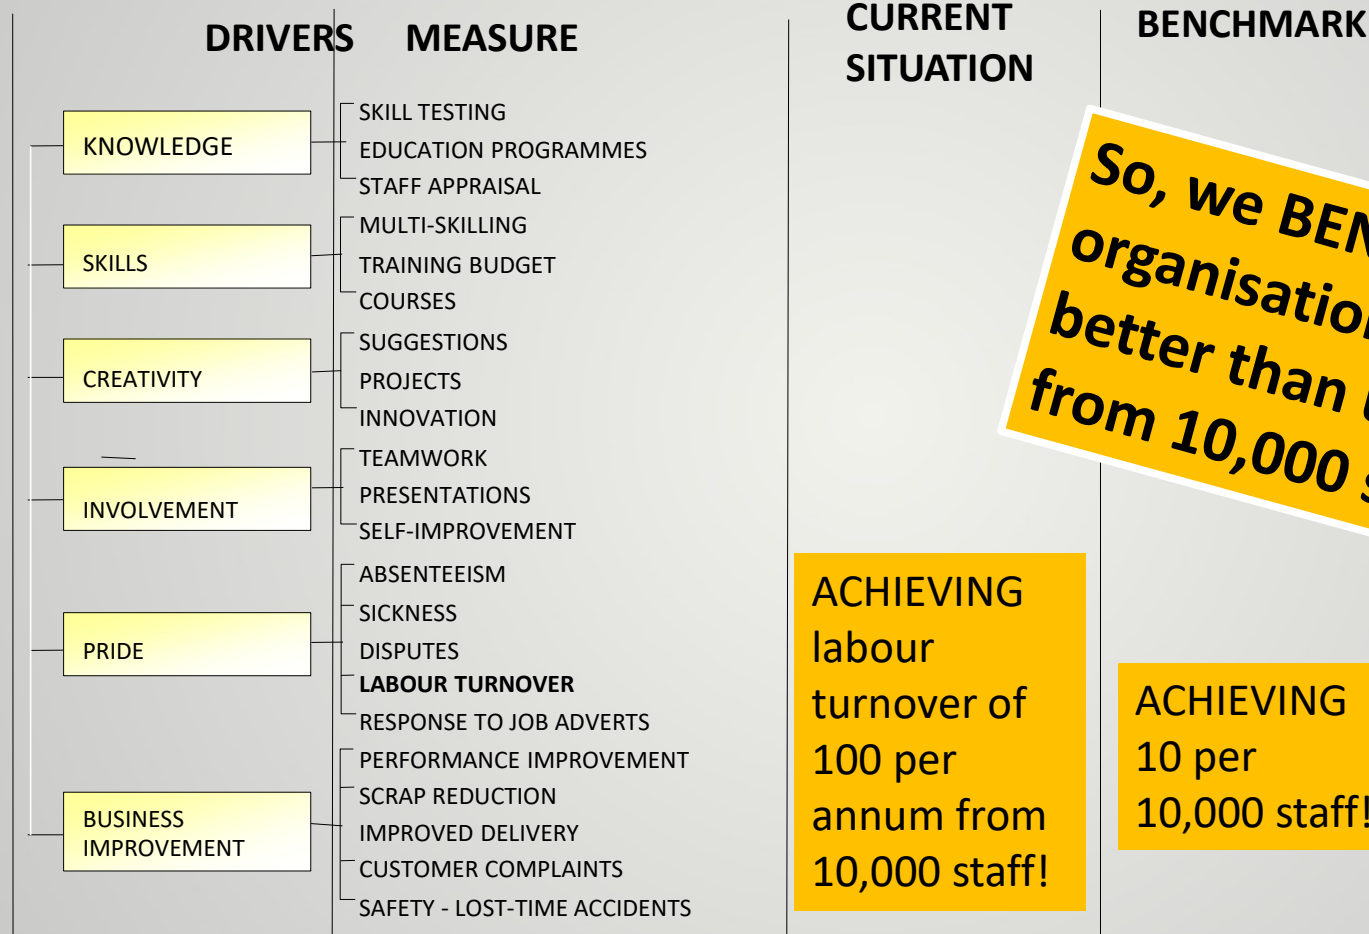 DRIVERS
MEASURE
CURRENT
SITUATION
BENCHMARK
KNOWLEDGE
SKILL TESTING
EDUCATION PROGRAMMES
STAFF APPRAISAL
SKILLS
MULTI-SKILLING
TRAINING BUDGET
COURSES
CREATIVITY
SUGGESTIONS
PROJECTS
INNOVATION
INVOLVEMENT
TEAMWORK
PRESENTATIONS
SELF-IMPROVEMENT
PRIDE
ABSENTEEISM
SICKNESS
DISPUTES
LABOUR TURNOVER
RESPONSE TO JOB ADVERTS
BUSINESS
IMPROVEMENT
PERFORMANCE IMPROVEMENT
SCRAP REDUCTION
IMPROVED DELIVERY
CUSTOMER COMPLAINTS
SAFETY - LOST-TIME ACCIDENTS
So, we
better than
from 10,000
ACHIEVING
labour
turnover of
100 per
annum from
10,000 staff!
ACHIEVING
10 per
10,000 staff!